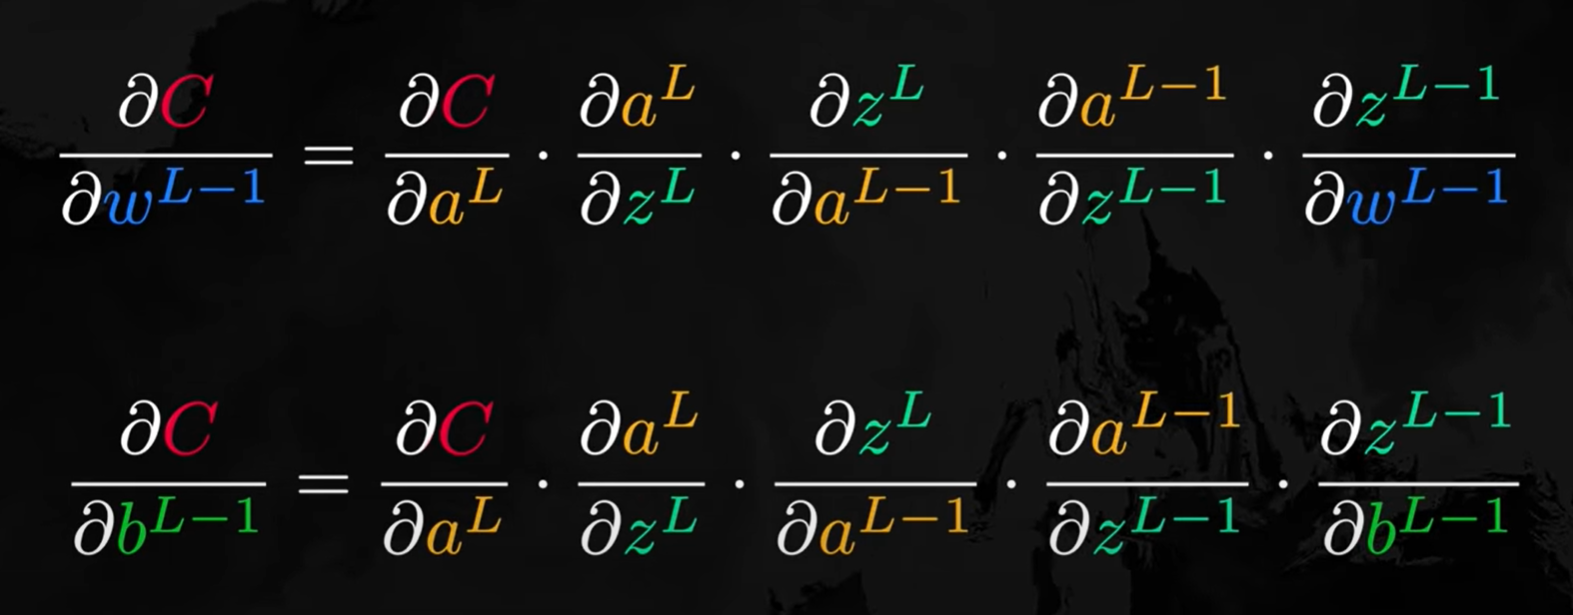 ∂C/∂w^{L−1} = ∂C/∂a^L · ∂a^L/∂z^L · ∂z^L/∂a^{L−1} · ∂a^{L−1}/∂z^{L−1} · ∂z^{L−1}/∂w^{L−1}
∂C/∂b^{L−1} = ∂C/∂a^L · ∂a^L/∂z^L · ∂z^L/∂a^{L−1} · ∂a^{L−1}/∂z^{L−1} · ∂z^{L−1}/∂b^{L−1}